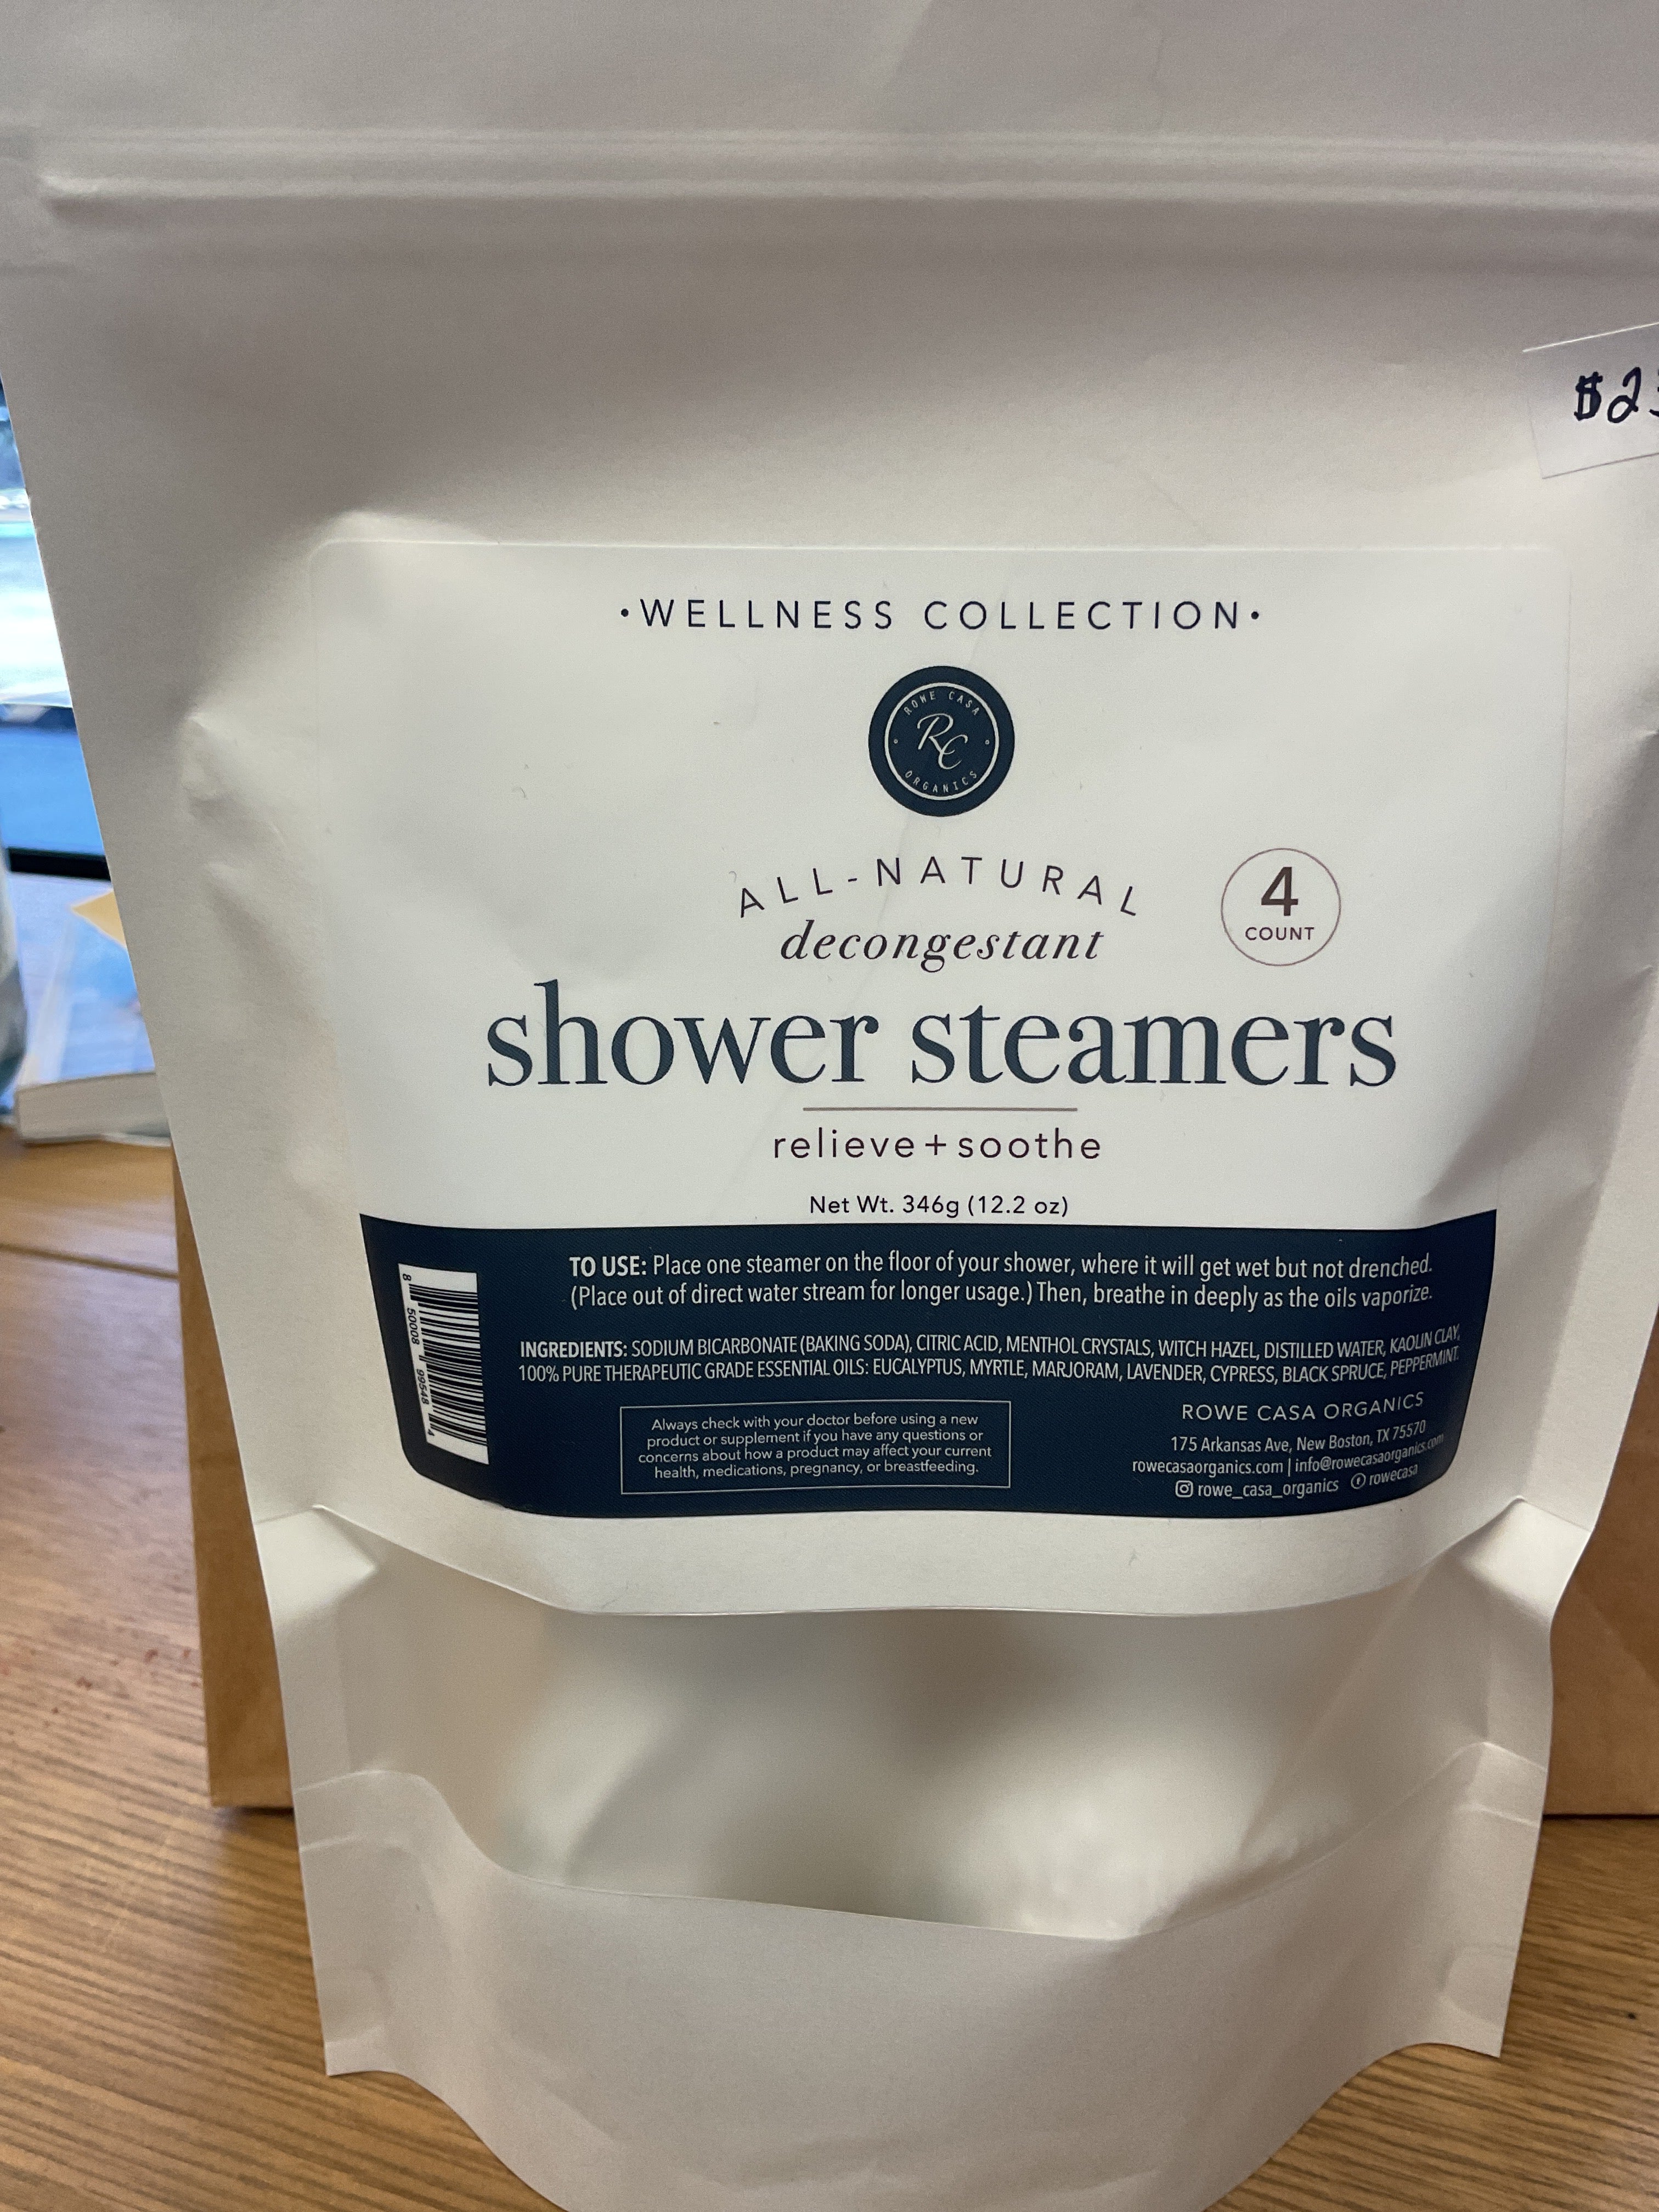 $2
·WELLNESS COLLECTION·
ROWE CASA
RC
ORGANICS
ALL-NATURAL
decongestant
4
COUNT
shower steamers
relieve+soothe
Net Wt. 346g (12.2 oz)
TO USE: Place one steamer on the floor of your shower, where it will get wet but not drenched.
(Place out of direct water stream for longer usage.) Then, breathe in deeply as the oils vaporize.
INGREDIENTS: SODIUM BICARBONATE (BAKING SODA), CITRIC ACID, MENTHOL CRYSTALS, WITCH HAZEL, DISTILLED WATER, KAOLIN CLAY,
100% PURE THERAPEUTIC GRADE ESSENTIAL OILS: EUCALYPTUS, MYRTLE, MARJORAM, LAVENDER, CYPRESS, BLACK SPRUCE, PEPPERMINT.
8 50008 99548 4
Always check with your doctor before using a new
product or supplement if you have any questions or
concerns about how a product may affect your current
health, medications, pregnancy, or breastfeeding.
ROWE CASA ORGANICS
175 Arkansas Ave, New Boston, TX 75570
rowecasaorganics.com | info@rowecasaorganics.com
rowe_casa_organics rowecasa